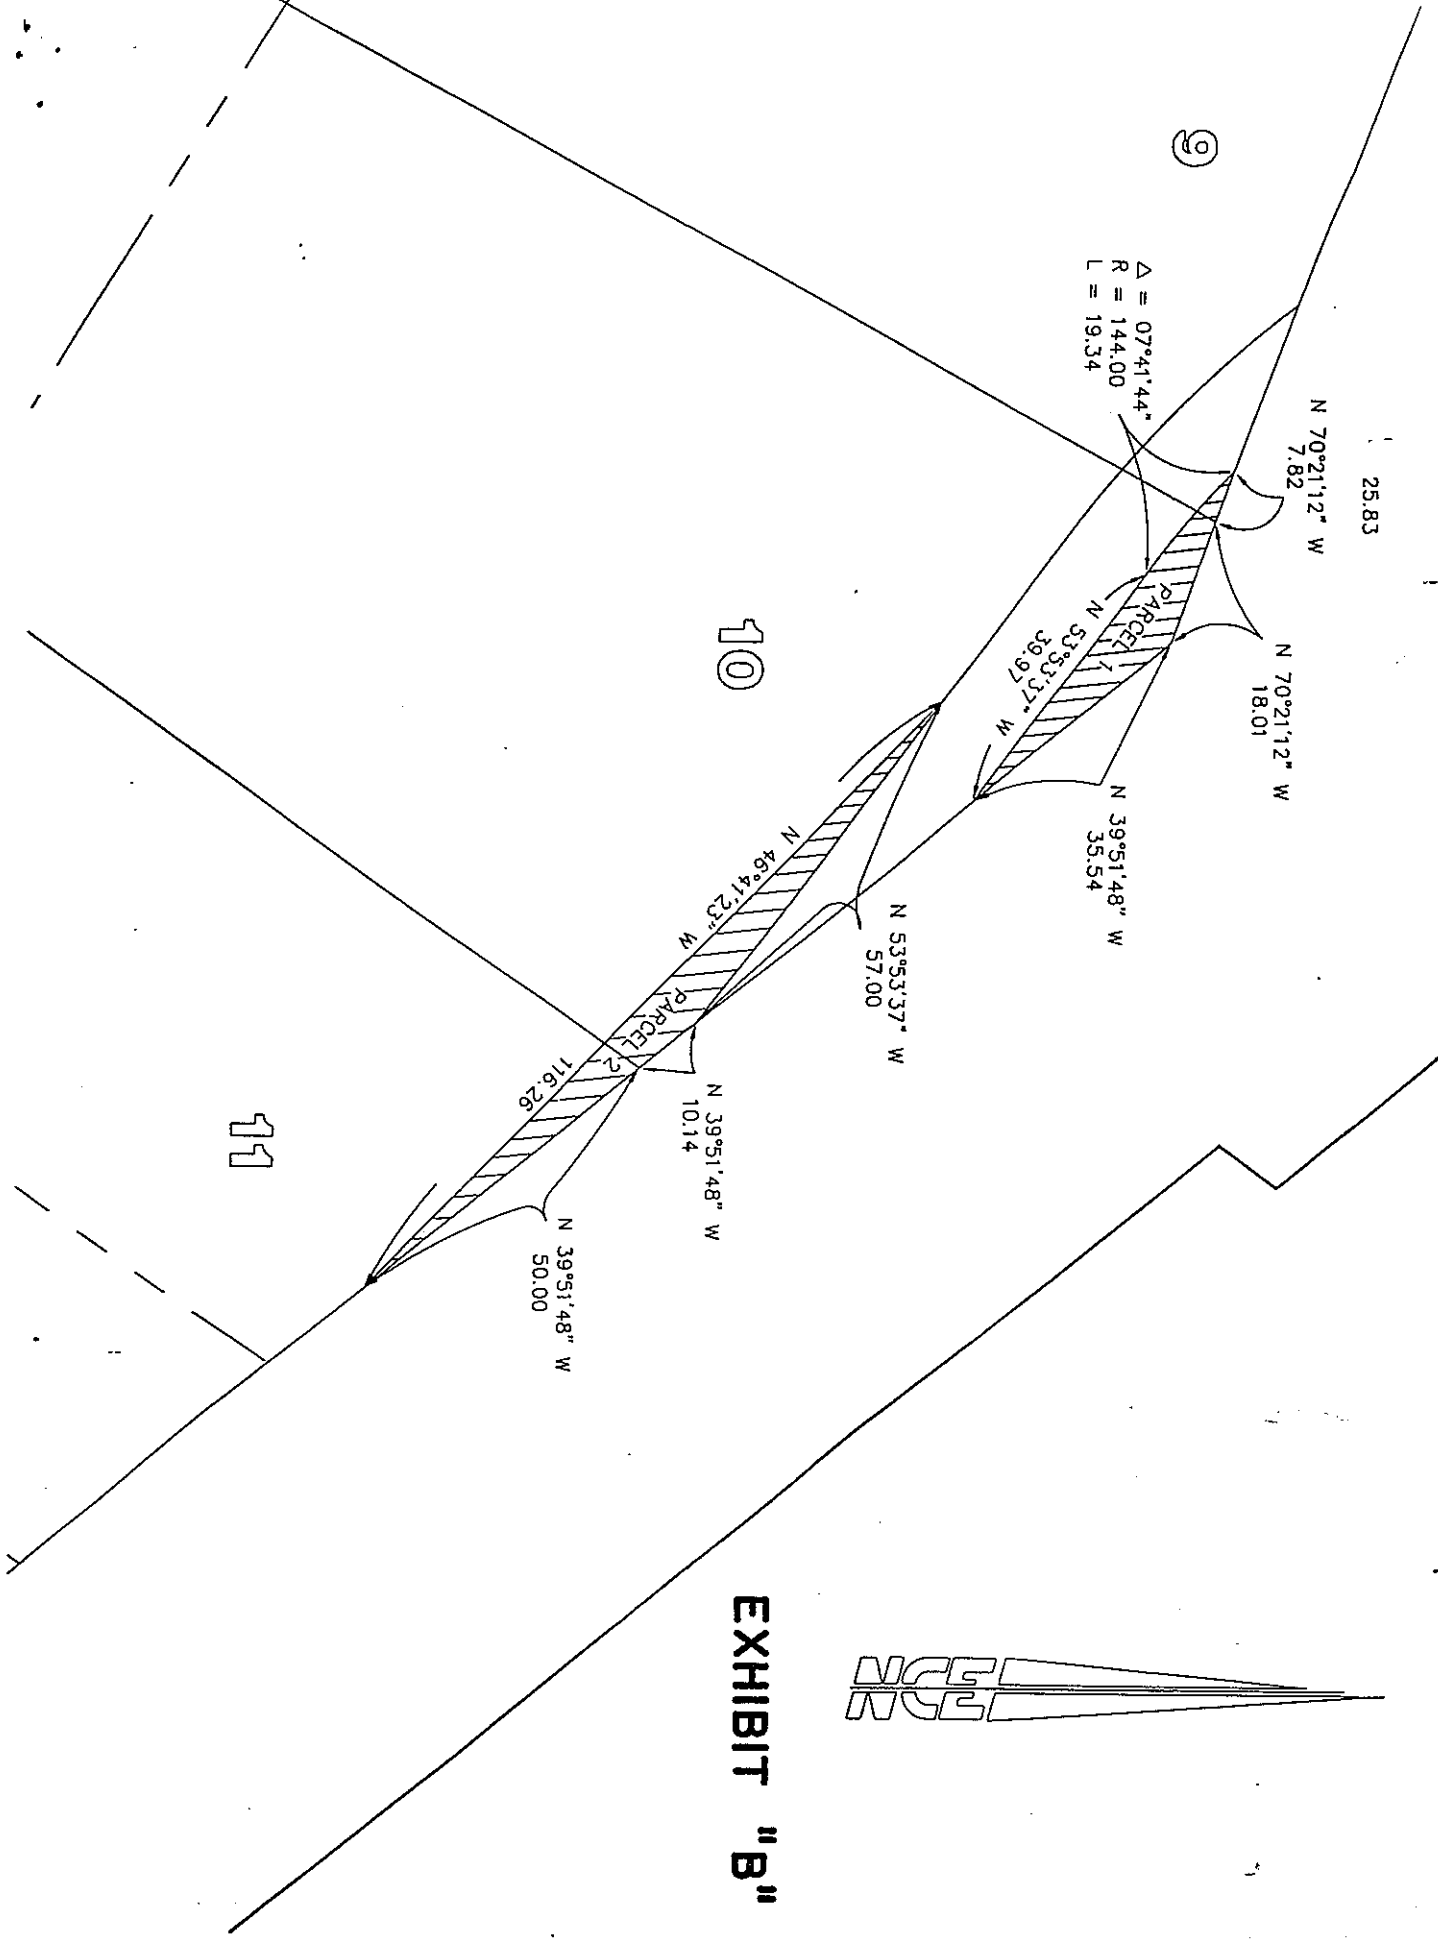 25.83
N 70°21'12" W
7.82
N 70°21'12" W
18.01
N 39°51'48" W
35.54
9
Δ = 07°41'44"
R = 144.00
L = 19.34
PARCEL 1
N 53°53'37" W
39.97
N 53°53'37" W
57.00
10
N 46°41'23" W
116.26
PARCEL 2
N 39°51'48" W
10.14
N 39°51'48" W
50.00
11
NCE
EXHIBIT "B"